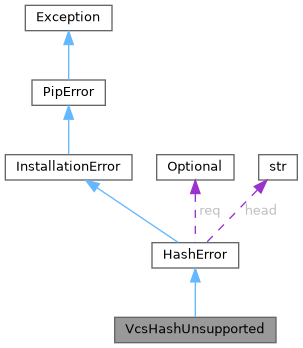 Exception
PipError
InstallationError
Optional
str
req
head
HashError
VcsHashUnsupported